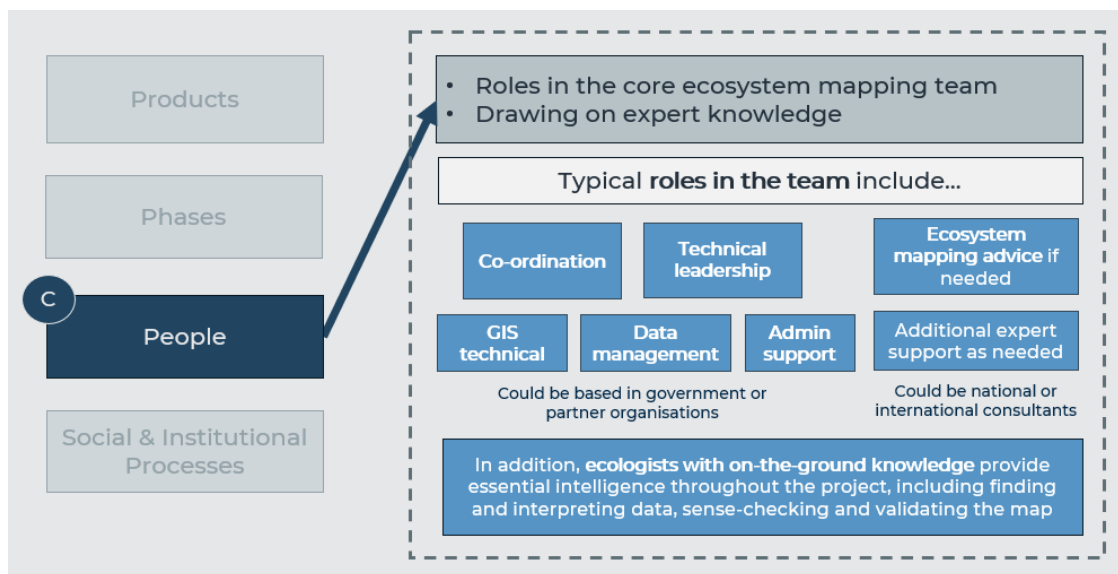 Products
Phases
C
People
Social & Institutional
Processes
• Roles in the core ecosystem mapping team
• Drawing on expert knowledge
Typical roles in the team include...
Co-ordination
Technical
leadership
Ecosystem
mapping advice if
needed
GIS
technical
Data
management
Admin
support
Additional expert
support as needed
Could be based in government or
partner organisations
Could be national or
international consultants
In addition, ecologists with on-the-ground knowledge provide
essential intelligence throughout the project, including finding
and interpreting data, sense-checking and validating the map